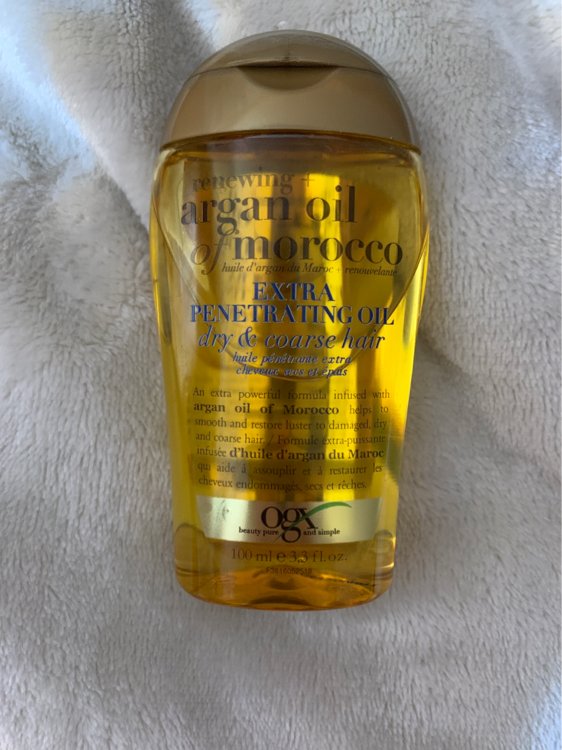 renewing +
argan oil
of morocco
huile d'argan du Maroc + renouvelante
EXTRA
PENETRATING OIL
dry & coarse hair
huile pénétrante extra
cheveux secs et épais
An extra powerful formula infused with
argan oil of Morocco helps to
smooth and restore luster to damaged, dry
and coarse hair. / Formule extra-puissante
infusée d'huile d'argan du Maroc
qui aide à assouplir et à restaurer les
cheveux endommagés, secs et rêches.
ogx
beauty pure and simple
100 ml e 3,3 fl. oz.